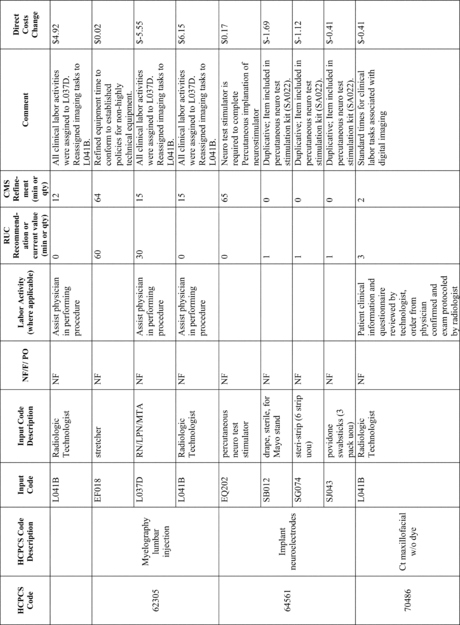 HCPCS
Code
HCPCS Code
Description
Input
Code
Input Code
Description
NF/F/ PO
Labor Activity
(where applicable)
RUC
Recommend-
ation or
current value
(min or qty)
CMS
Refine-
ment
(min or
qty)
Comment
Direct
Costs
Change
L041B
Radiologic
Technologist
NF
Assist physician
in performing
procedure
0
12
All clinical labor activities
were assigined to L037D.
Reassigned imaging tasks to
L041B.
$4.92
62305
Myelography
lumbar
injection
EF018
stretcher
NF
60
64
Refined equipment time to
conform to established
policies for non-highly
technical equipment.
$0.02
L037D
RN/LPN/MTA
NF
Assist physician
in performing
procedure
30
15
All clinical labor activities
were assigined to L037D.
Reassigned imaging tasks to
L041B.
$-5.55
L041B
Radiologic
Technologist
NF
Assist physician
in performing
procedure
0
15
All clinical labor activities
were assigined to L037D.
Reassigned imaging tasks to
L041B.
$6.15
64561
Implant
neuroelectrodes
EQ202
percutaneous
neuro test
stimulator
NF
0
65
Neuro test stimulator is
required to complete
Percutaneous implanation of
neurostimulator
$0.17
SB012
drape, sterile, for
Mayo stand
NF
1
0
Duplicative; Item included in
percutaneous neuro test
stimulation kit (SA022).
$-1.69
SG074
steri-strip (6 strip
uou)
NF
1
0
Duplicative; Item included in
percutaneous neuro test
stimulation kit (SA022).
$-1.12
SJ043
povidone
swabsticks (3
pack uou)
NF
1
0
Duplicative; Item included in
percutaneous neuro test
stimulation kit (SA022).
$-0.41
70486
Ct maxillofacial
w/o dye
L041B
Radiologic
Technologist
NF
Patient clinical
information and
questionnaire
reviewed by
technologist,
order from
physician
confirmed and
exam protocoled
by radiologist
3
2
Standard times for clinical
labor tasks associated with
digital imaging
$-0.41